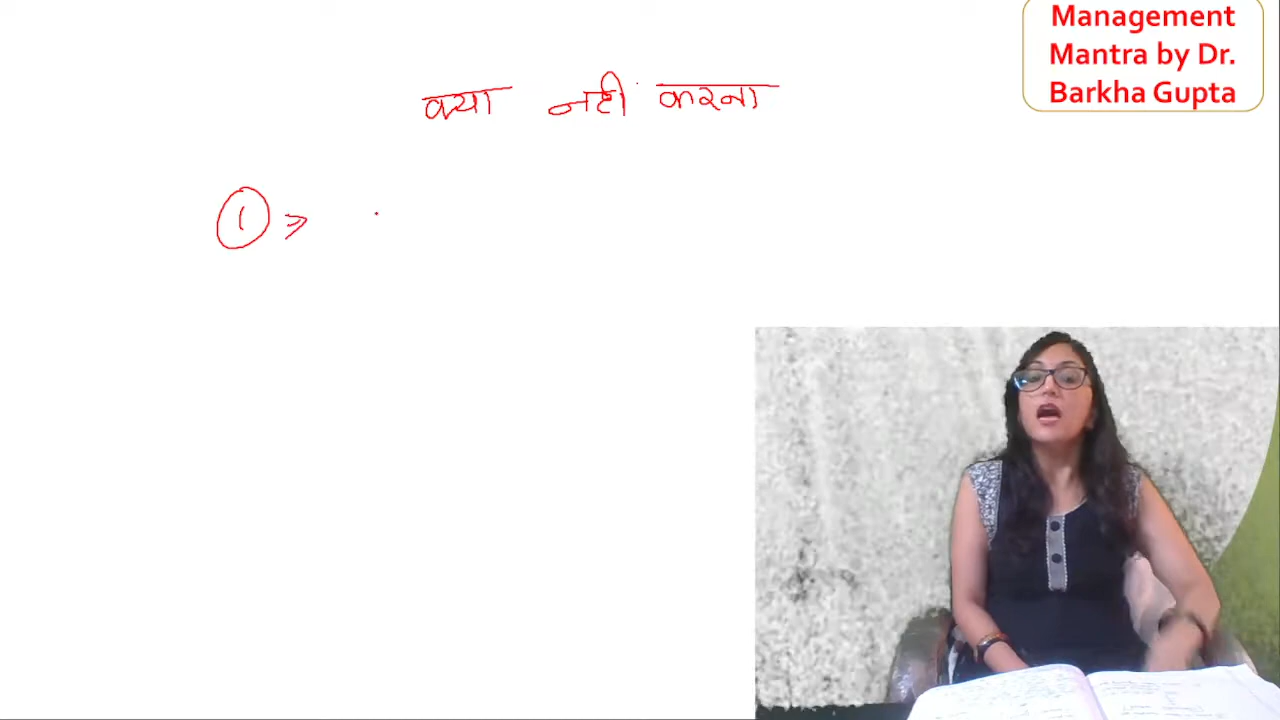 Management
Mantra by Dr.
Barkha Gupta
क्या नही करना
① ⇒